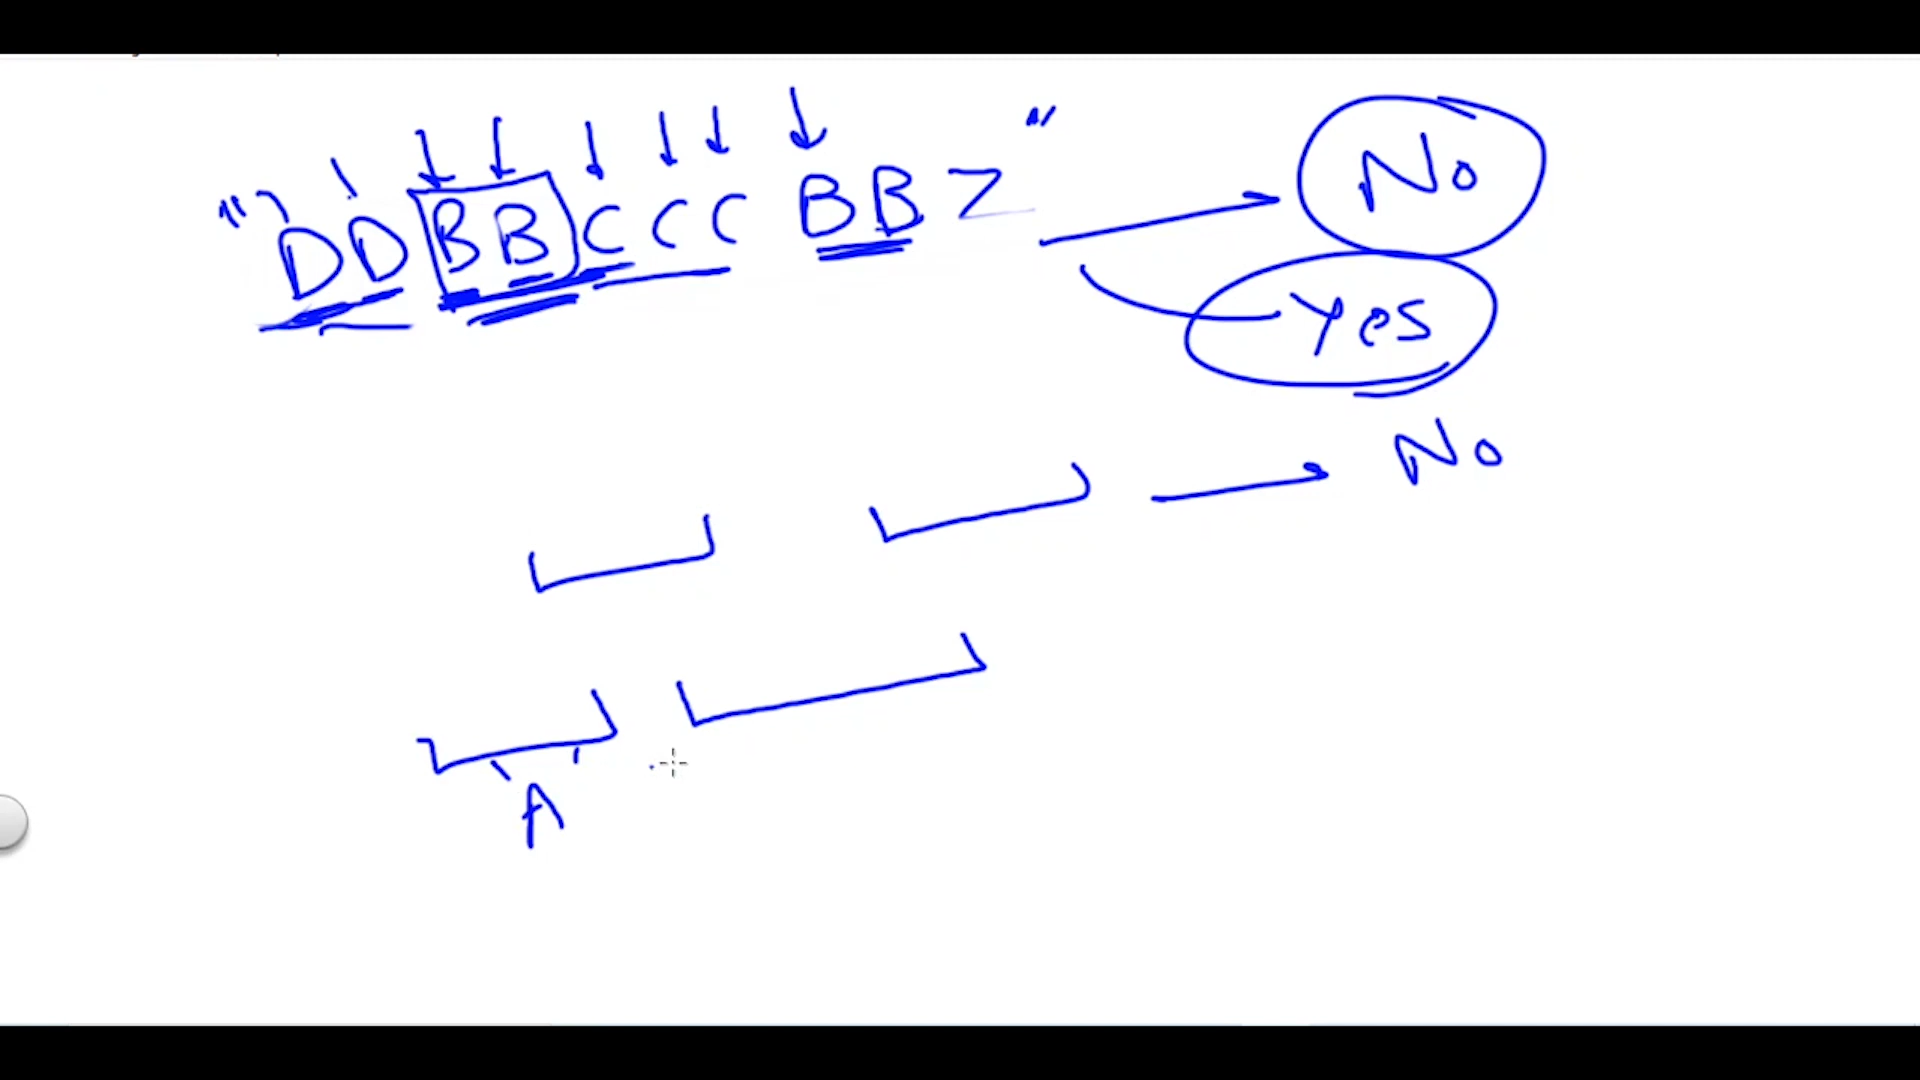 "DDBBCCCBBZ" No
Yes
No
A